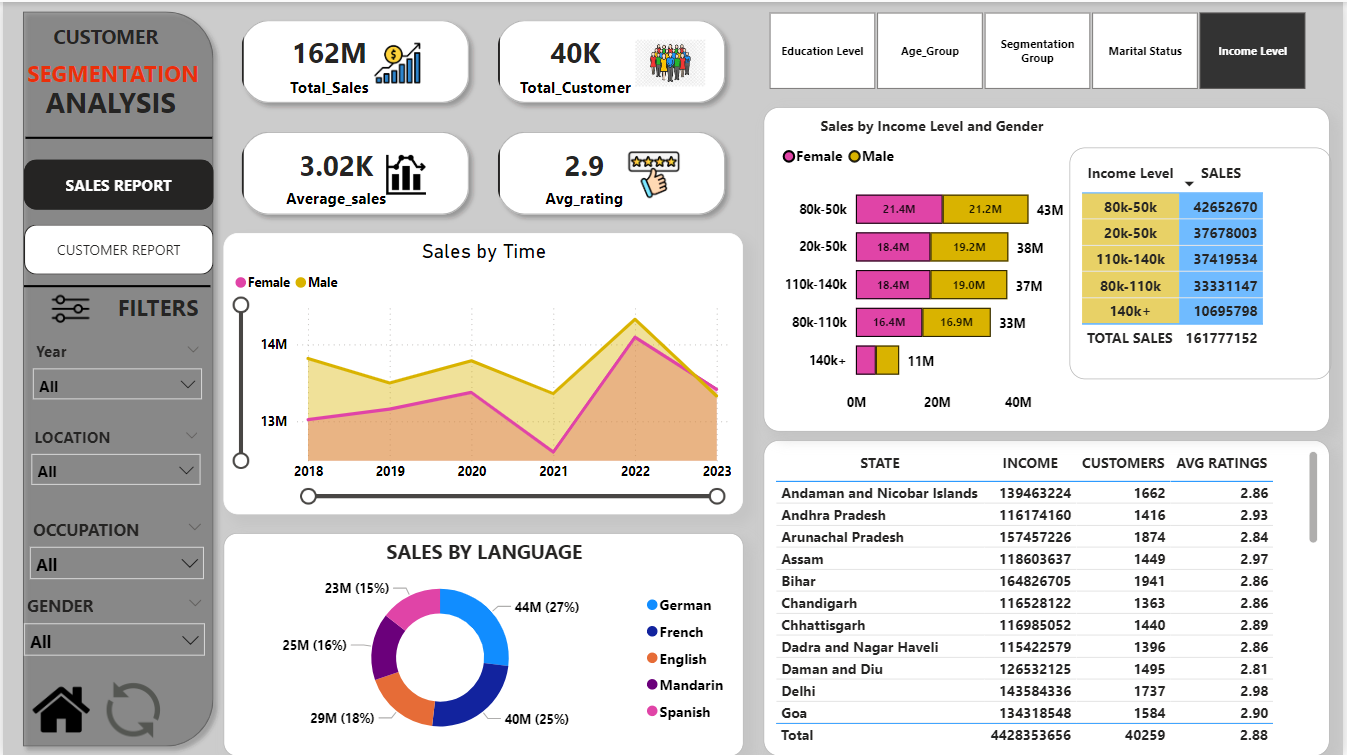 CUSTOMER
SEGMENTATION
ANALYSIS
SALES REPORT
CUSTOMER REPORT
FILTERS
Year
All
LOCATION
All
OCCUPATION
All
GENDER
All
162M
Total_Sales
40K
Total_Customer
3.02K
Average_sales
2.9
Avg_rating
Sales by Time
Female Male
14M
13M
2018 2019 2020 2021 2022 2023
SALES BY LANGUAGE
23M (15%)
44M (27%)
25M (16%)
29M (18%)
40M (25%)
German
French
English
Mandarin
Spanish
Education Level
Age_Group
Segmentation
Group
Marital Status
Income Level
Sales by Income Level and Gender
Female Male
80k-50k 21.4M 21.2M 43M
20k-50k 18.4M 19.2M 38M
110k-140k 18.4M 19.0M 37M
80k-110k 16.4M 16.9M 33M
140k+ 11M
0M 20M 40M
Income Level SALES
80k-50k 42652670
20k-50k 37678003
110k-140k 37419534
80k-110k 33331147
140k+ 10695798
TOTAL SALES 161777152
STATE INCOME CUSTOMERS AVG RATINGS
Andaman and Nicobar Islands 139463224 1662 2.86
Andhra Pradesh 116174160 1416 2.93
Arunachal Pradesh 157457226 1874 2.84
Assam 118603637 1449 2.97
Bihar 164826705 1941 2.86
Chandigarh 116528122 1363 2.86
Chhattisgarh 116985052 1440 2.89
Dadra and Nagar Haveli 115422579 1396 2.86
Daman and Diu 126532125 1495 2.81
Delhi 143584336 1737 2.98
Goa 134318548 1584 2.90
Total 4428353656 40259 2.88